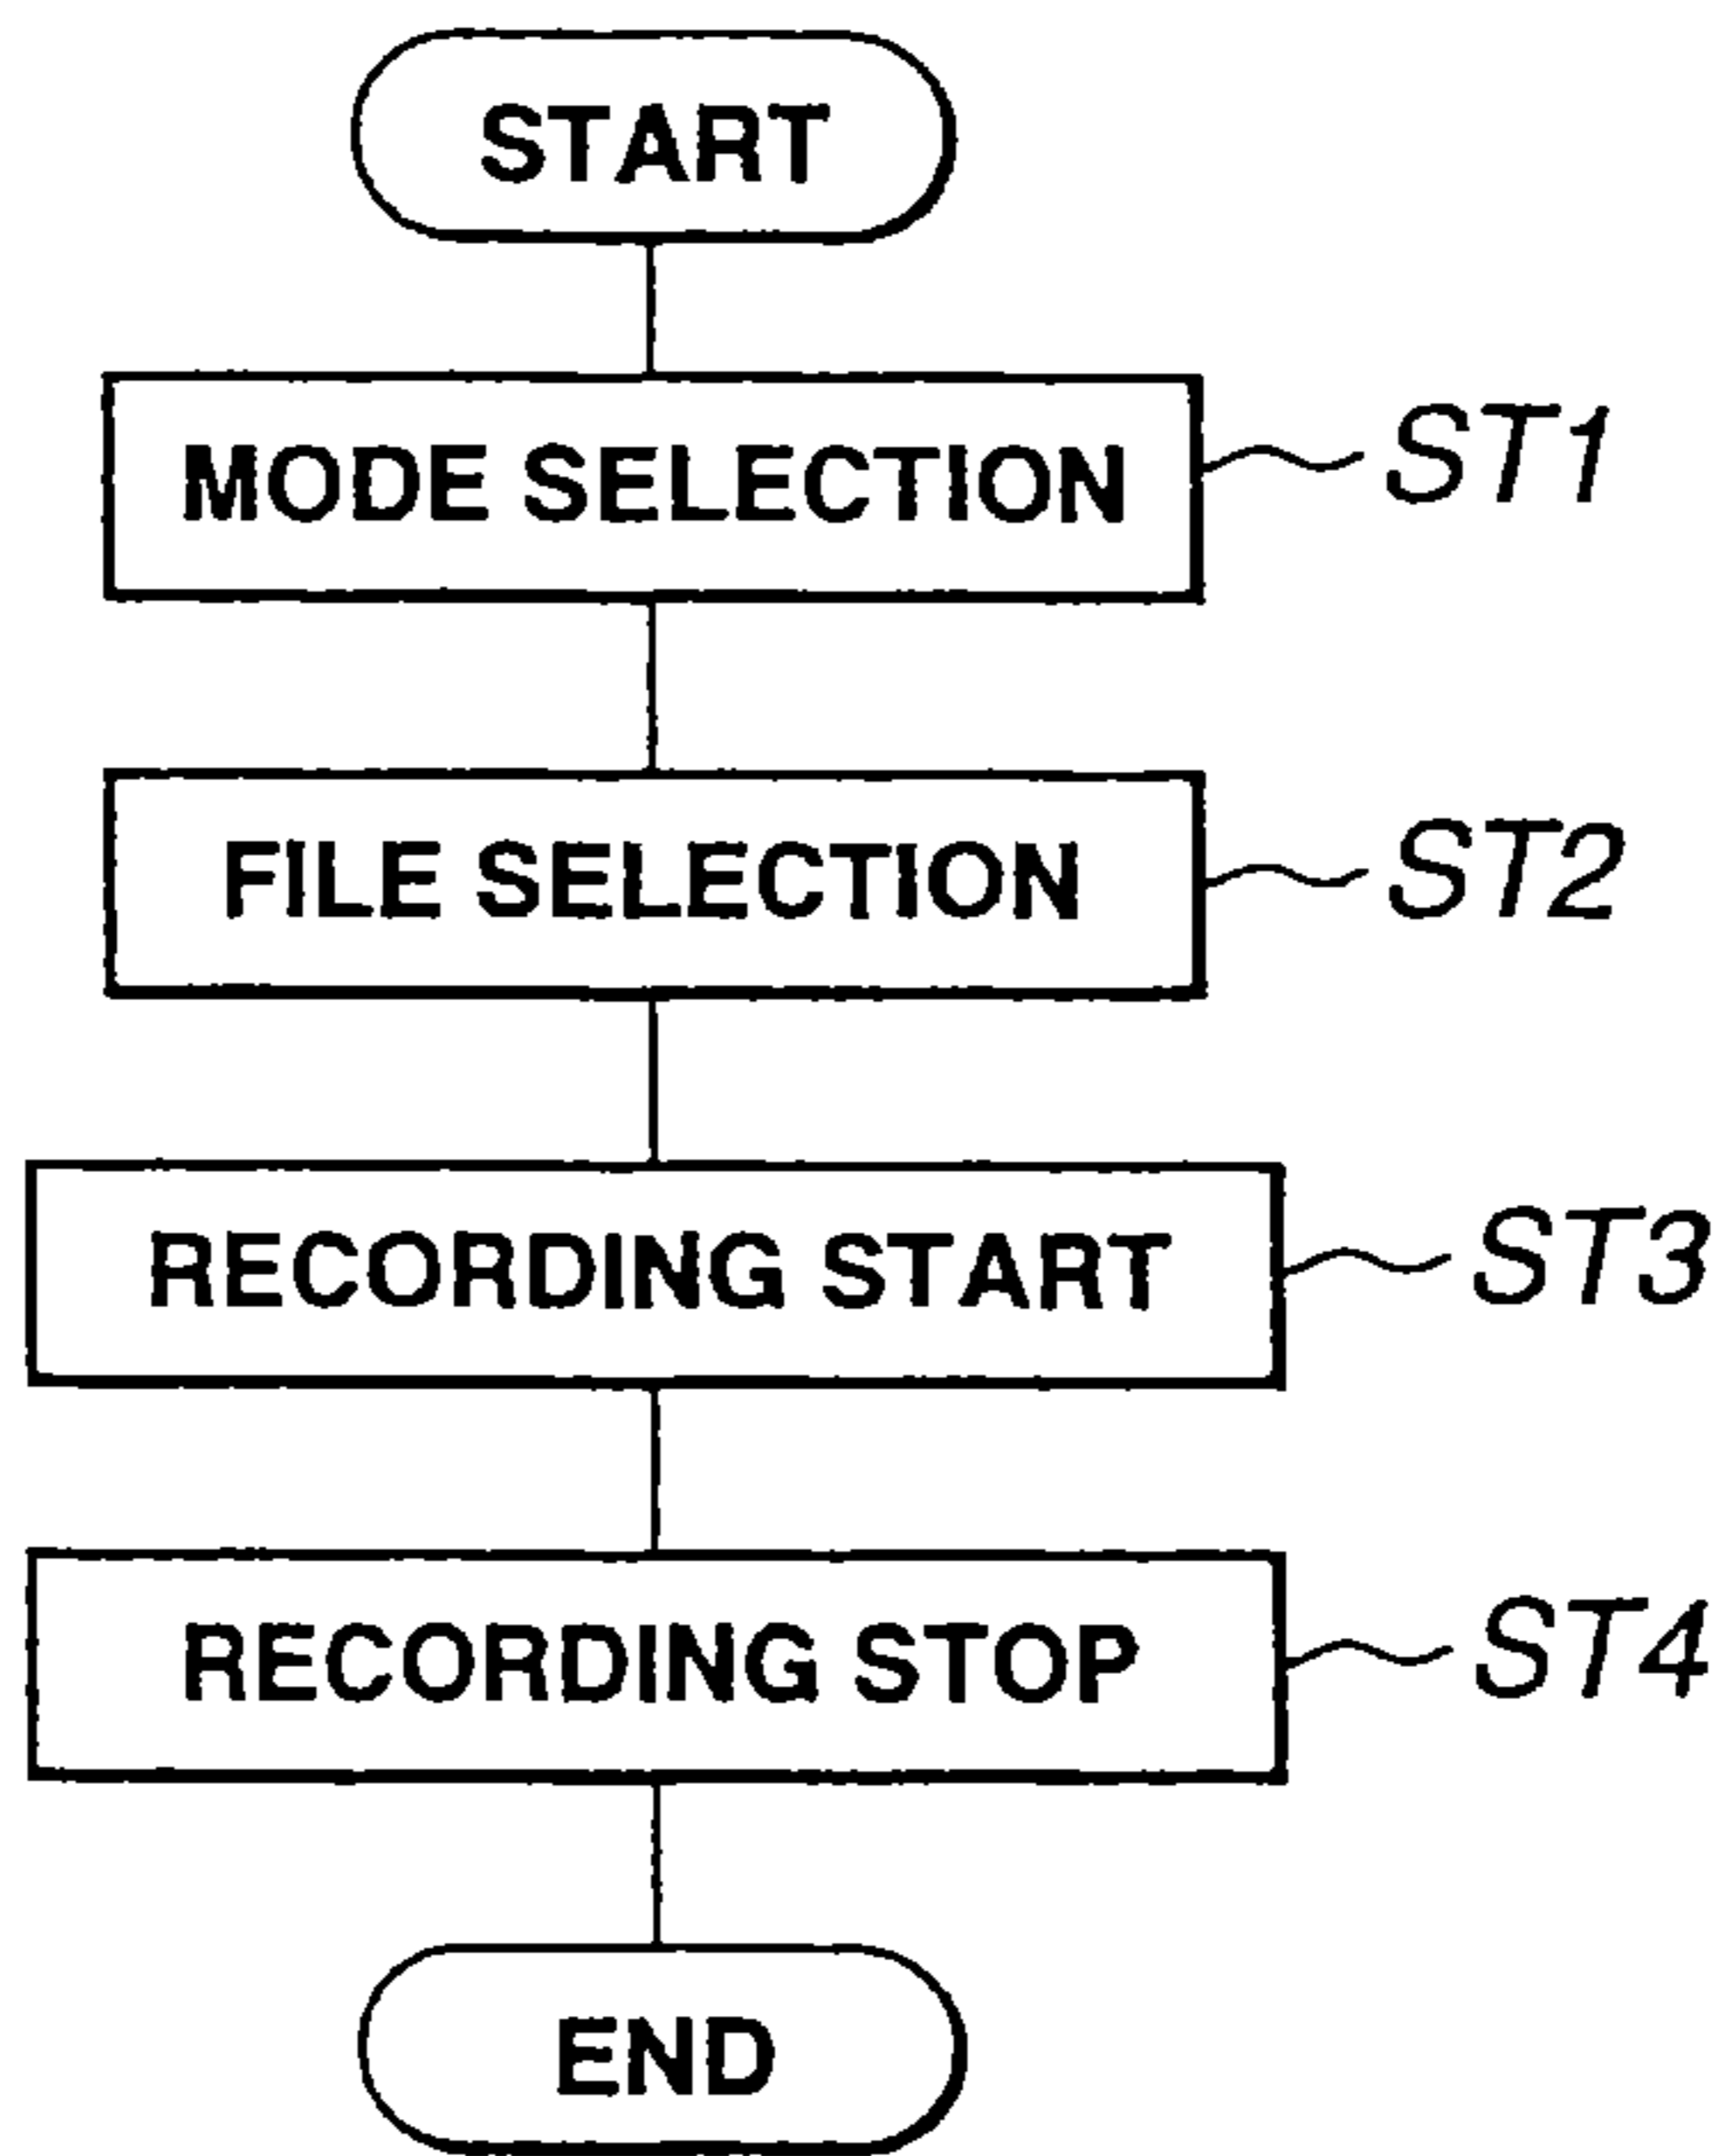 START
MODE SELECTION
ST1
FILE SELECTION
ST2
RECORDING START
ST3
RECORDING STOP
ST4
END